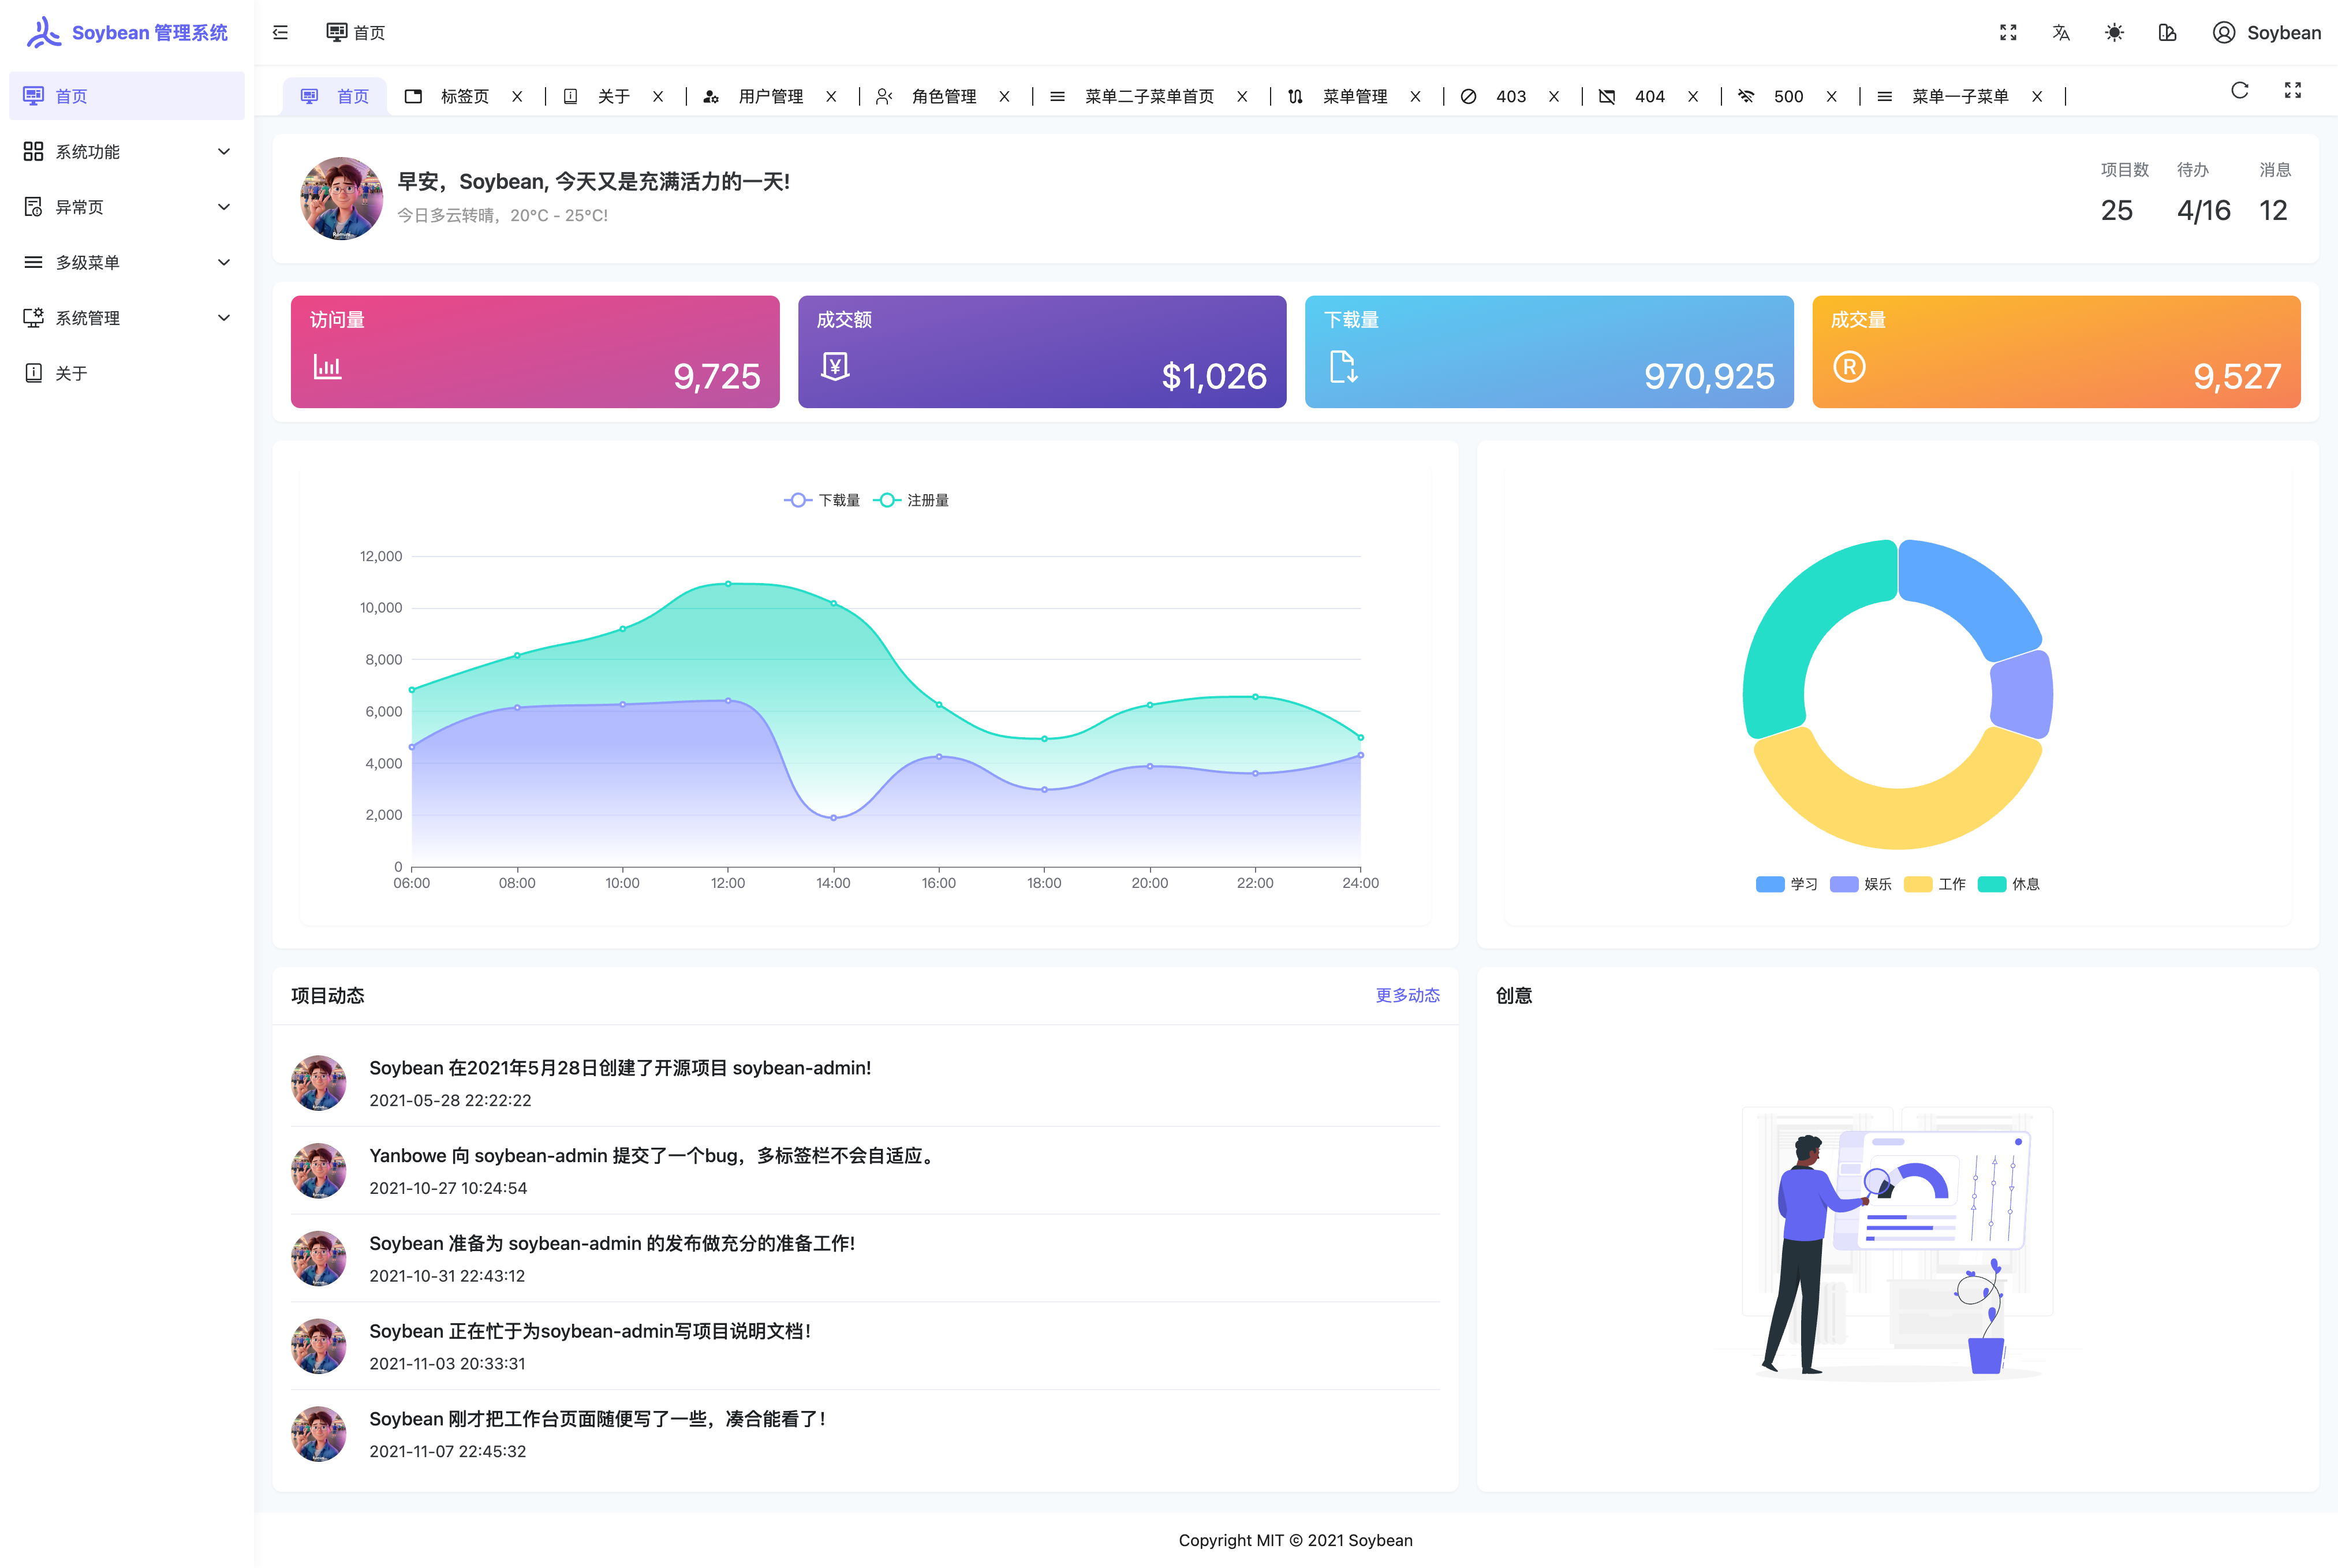 Soybean 管理系统
首页
Soybean
首页
系统功能
异常页
多级菜单
系统管理
关于
首页 标签页 关于 用户管理 角色管理 菜单二子菜单首页 菜单管理 403 404 500 菜单一子菜单
早安，Soybean, 今天又是充满活力的一天!
今日多云转晴，20°C - 25°C!
项目数 待办 消息
25 4/16 12
访问量
9,725
成交额
$1,026
下载量
970,925
成交量
9,527
下载量 注册量
12,000
10,000
8,000
6,000
4,000
2,000
0
06:00 08:00 10:00 12:00 14:00 16:00 18:00 20:00 22:00 24:00
学习 娱乐 工作 休息
项目动态
更多动态
Soybean 在2021年5月28日创建了开源项目 soybean-admin!
2021-05-28 22:22:22
Yanbowe 向 soybean-admin 提交了一个bug，多标签栏不会自适应。
2021-10-27 10:24:54
Soybean 准备为 soybean-admin 的发布做充分的准备工作!
2021-10-31 22:43:12
Soybean 正在忙于为soybean-admin写项目说明文档!
2021-11-03 20:33:31
Soybean 刚才把工作台页面随便写了一些，凑合能看了!
2021-11-07 22:45:32
创意
Copyright MIT © 2021 Soybean